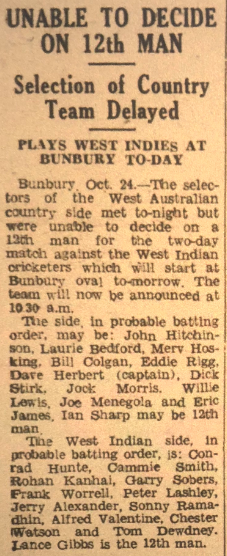 UNABLE TO DECIDE
ON 12th MAN
Selection of Country
Team Delayed
PLAYS WEST INDIES AT
BUNBURY TO-DAY
Bunbury, Oct. 24.—The selec-
tors of the West Australian
country side met to-night but
were unable to decide on a
12th man for the two-day
match against the West Indian
cricketers which will start at
Bunbury oval to-morrow. The
team will now be announced at
10.30 a.m.
The side, in probable batting
order, may be: John Hitchin-
son, Laurie Bedford, Merv Hos-
king, Bill Colgan, Eddie Rigg,
Dave Herbert (captain), Dick
Stirk, Jock Morris, Willie
Lewis, Joe Menegola and Eric
James. Ian Sharp may be 12th
man
The West Indian side, in
probable batting order, is: Con-
rad Hunte, Cammie Smith,
Rohan Kanhai, Garry Sobers,
Frank Worrell, Peter Lashley,
Jerry Alexander, Sonny Rama-
dhin, Alfred Valentine, Chester
Watson and Tom Dewdney.
Lance Gibbs is the 12th man.